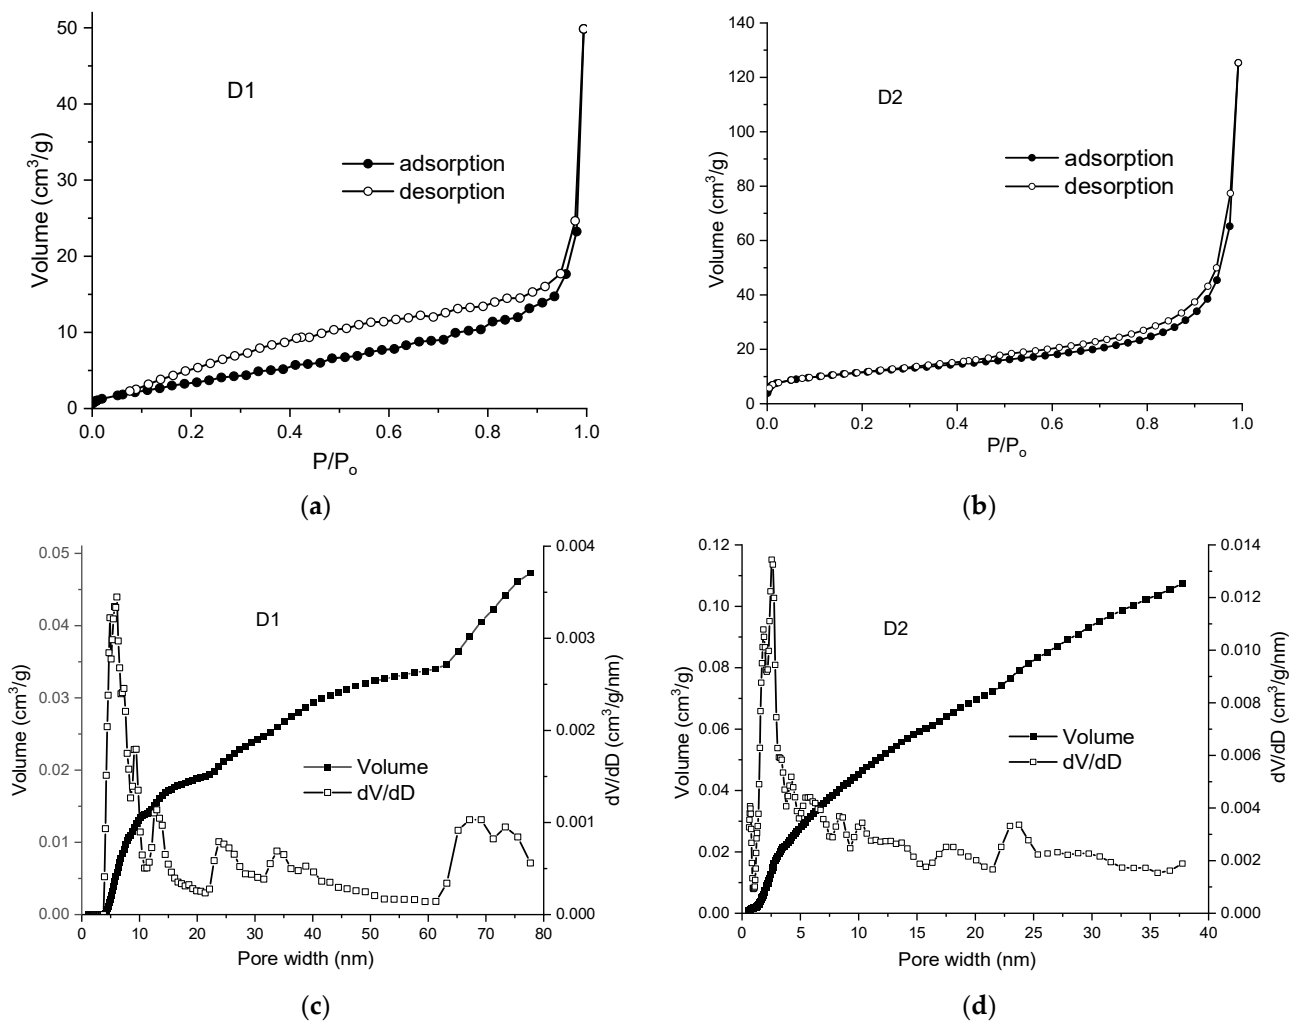 D1
adsorption
desorption
Volume (cm³/g)
50
40
30
20
10
0
0.0 0.2 0.4 0.6 0.8 1.0
P/Pₒ
(a)
D2
adsorption
desorption
Volume (cm³/g)
140
120
100
80
60
40
20
0
0.0 0.2 0.4 0.6 0.8 1.0
P/Pₒ
(b)
D1
Volume
dV/dD
Volume (cm³/g)
0.05
0.04
0.03
0.02
0.01
0.00
0.004
0.003
0.002
0.001
0.000
dV/dD (cm³/g/nm)
0 10 20 30 40 50 60 70 80
Pore width (nm)
(c)
D2
Volume
dV/dD
Volume (cm³/g)
0.12
0.10
0.08
0.06
0.04
0.02
0.00
0.014
0.012
0.010
0.008
0.006
0.004
0.002
0.000
dV/dD (cm³/g/nm)
0 5 10 15 20 25 30 35 40
Pore width (nm)
(d)